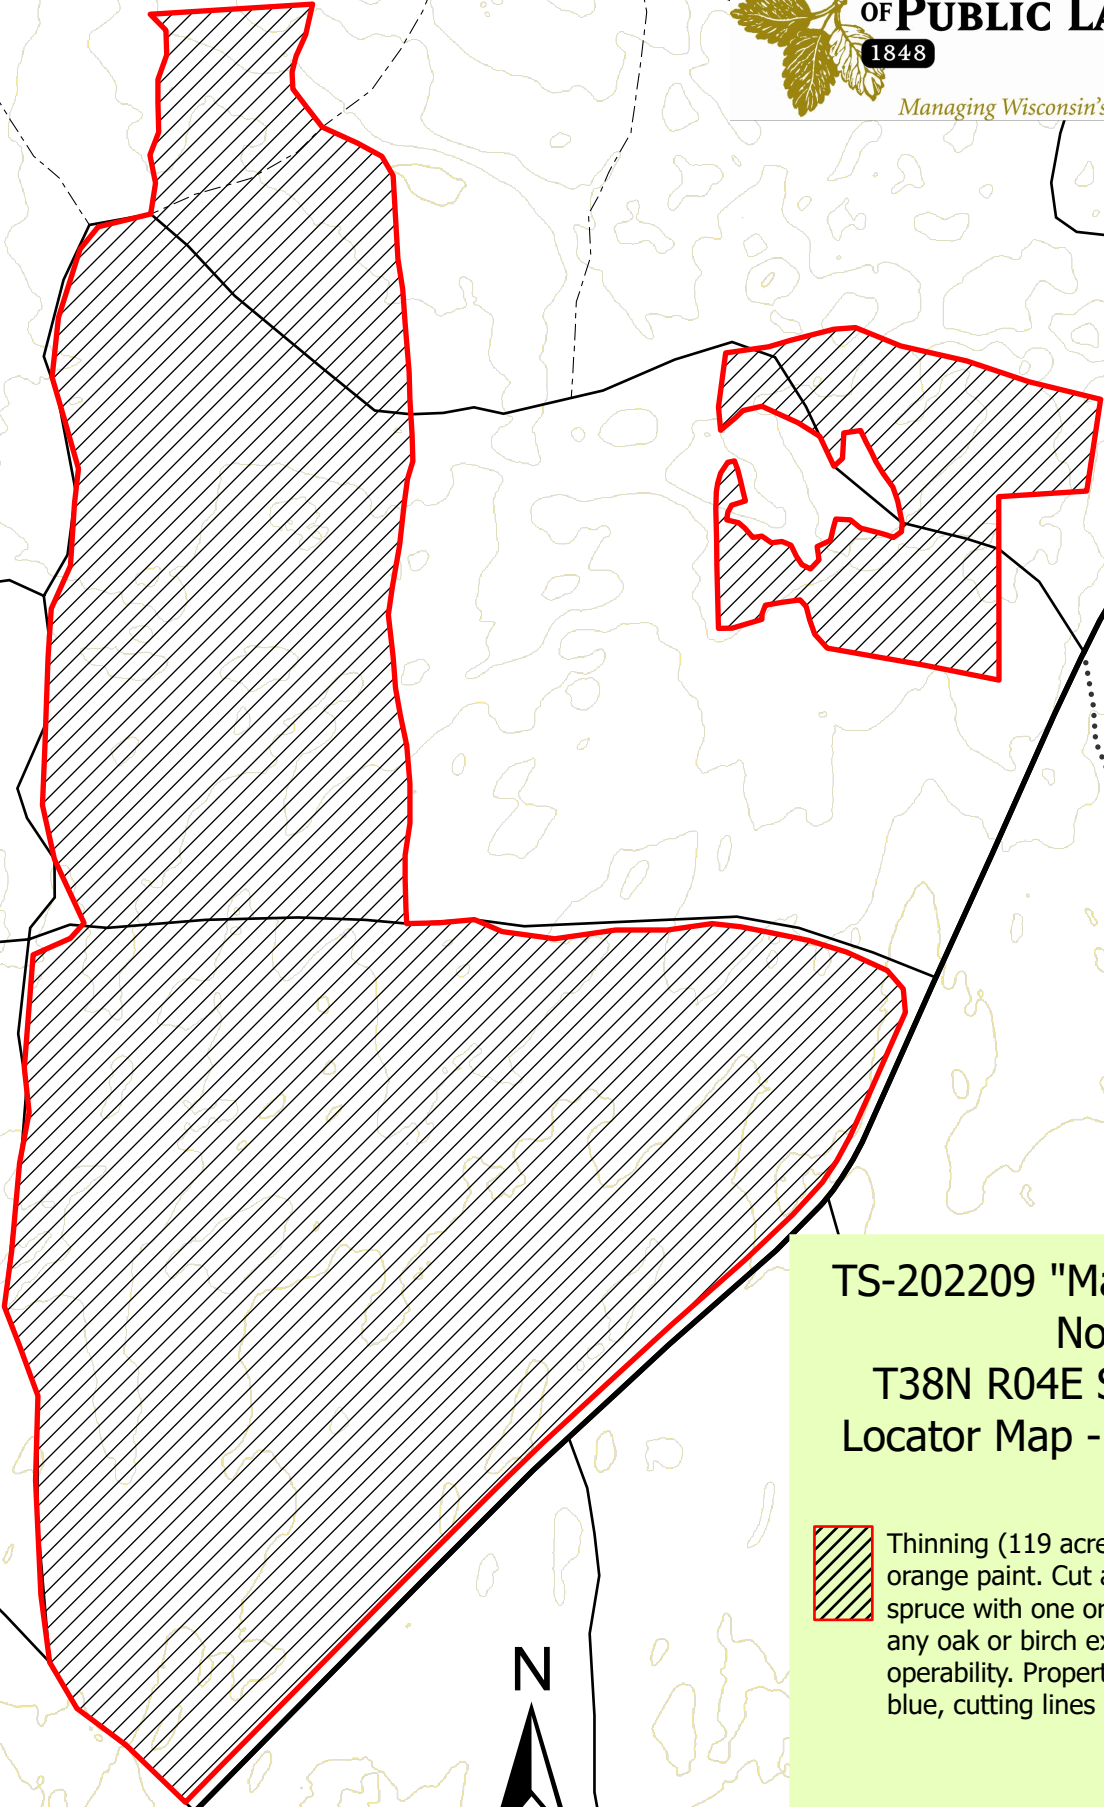 OF PUBLIC LA
1848
Managing Wisconsin's
TS-202209 "Ma
No
T38N R04E S
Locator Map -
Thinning (119 acre
orange paint. Cut a
spruce with one or
any oak or birch ex
operability. Propert
blue, cutting lines
N